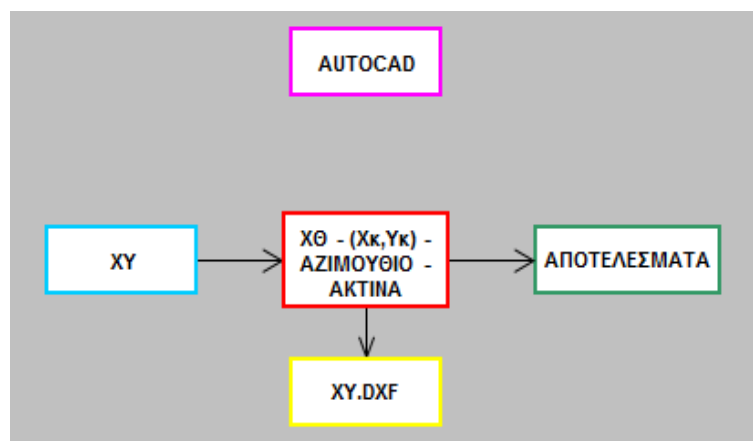 AUTOCAD
XY
ΧΘ - (Χκ,Υκ) -
ΑΖΙΜΟΥΘΙΟ -
ΑΚΤΙΝΑ
ΑΠΟΤΕΛΕΣΜΑΤΑ
XY.DXF